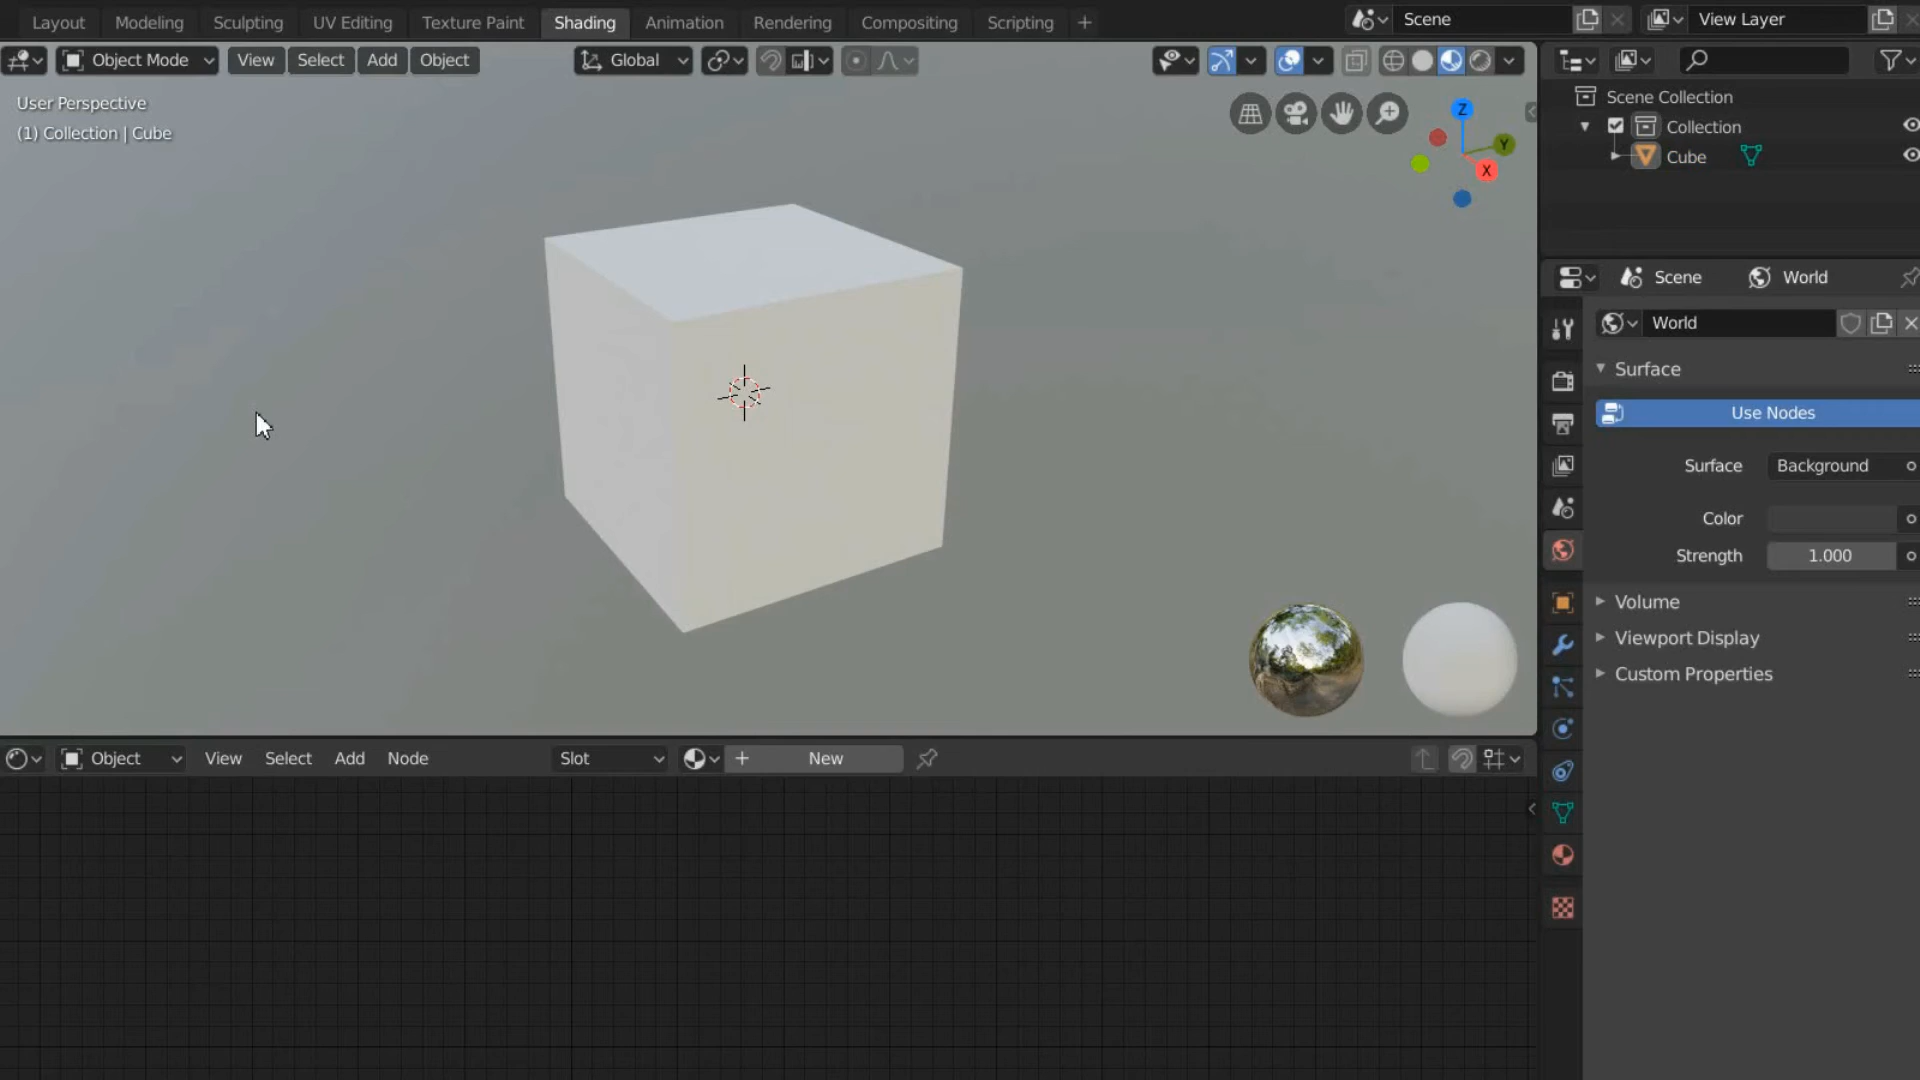 Layout Modeling Sculpting UV Editing Texture Paint Shading Animation Rendering Compositing Scripting + Scene View Layer
Object Mode View Select Add Object Global
User Perspective
(1) Collection | Cube
Z
Y
X
Scene Collection
Collection
Cube
Scene World
World
Surface
Use Nodes
Surface Background
Color
Strength 1.000
Volume
Viewport Display
Custom Properties
Object View Select Add Node Slot + New